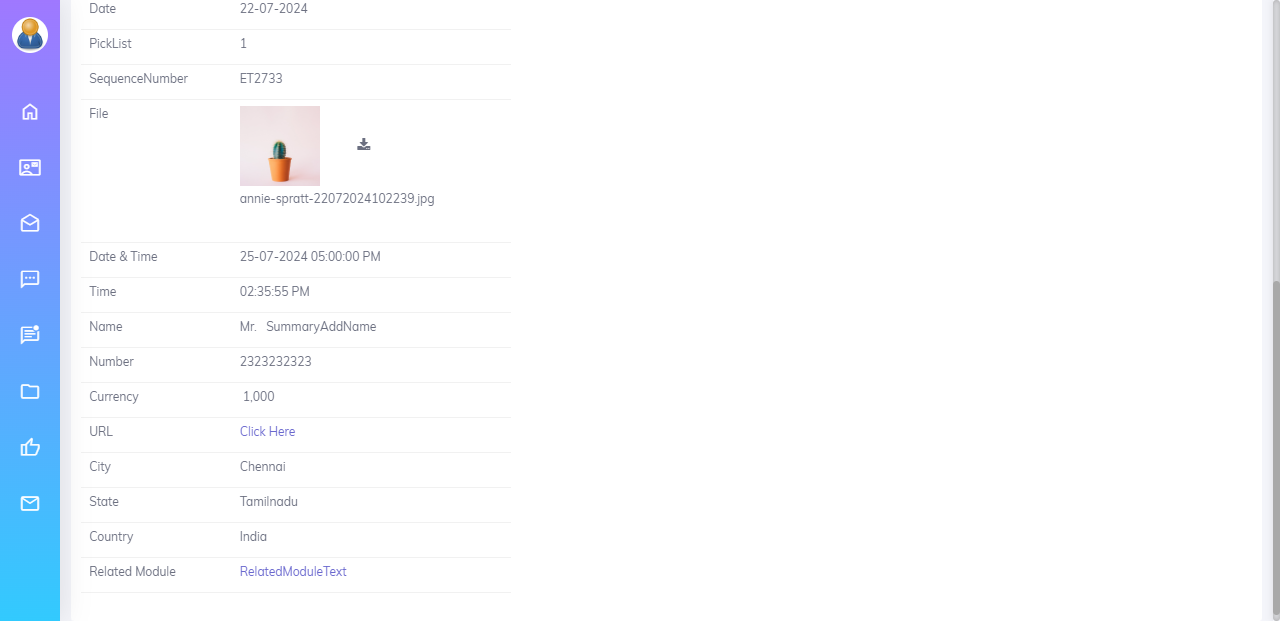 Date 22-07-2024
PickList 1
SequenceNumber ET2733
File
annie-spratt-22072024102239.jpg
Date & Time 25-07-2024 05:00:00 PM
Time 02:35:55 PM
Name Mr. SummaryAddName
Number 2323232323
Currency 1,000
URL Click Here
City Chennai
State Tamilnadu
Country India
Related Module RelatedModuleText